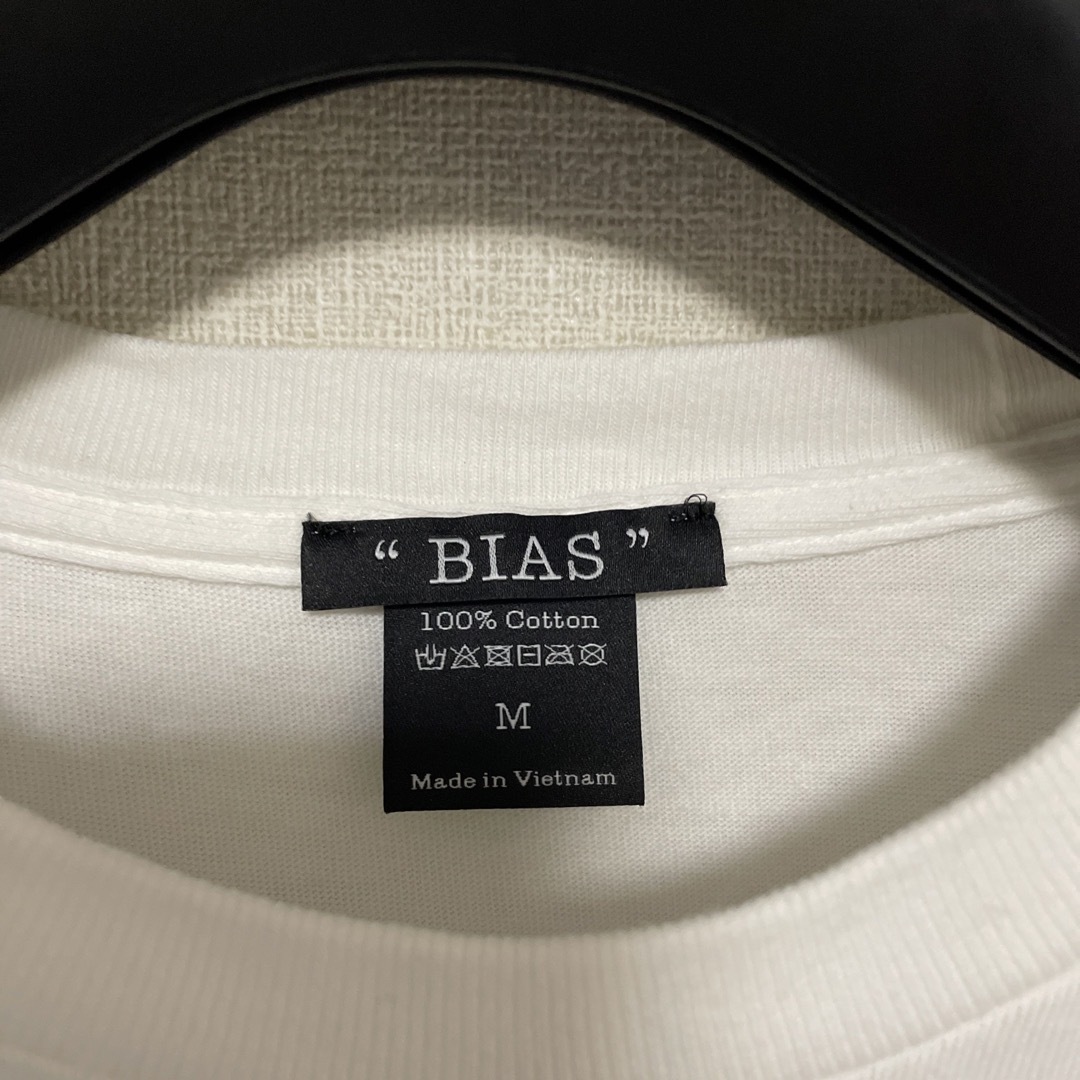 “ BIAS ”
100% Cotton
M
Made in Vietnam